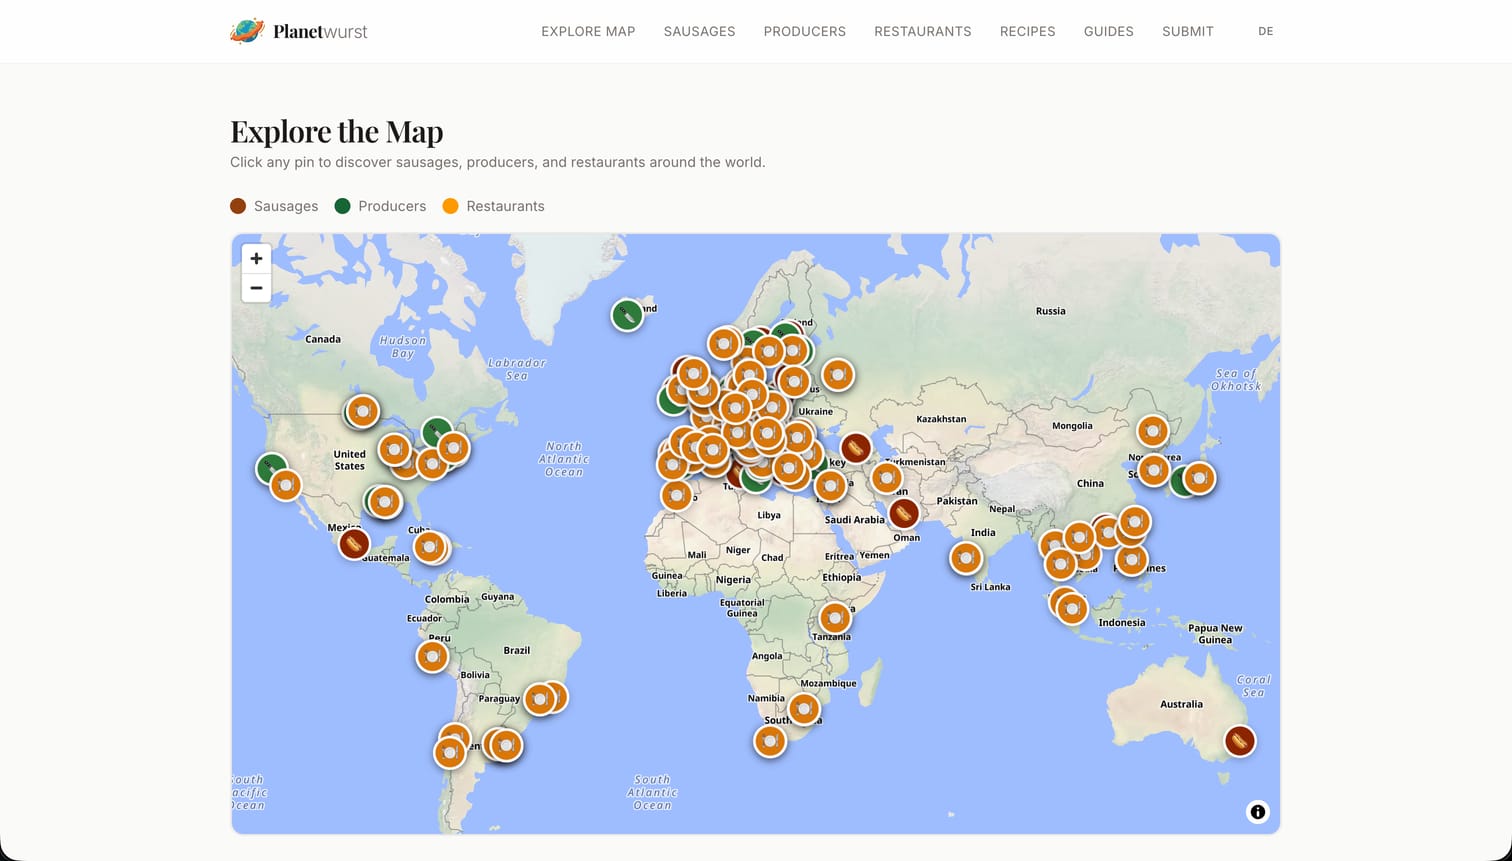 Planetwurst
EXPLORE MAP
SAUSAGES
PRODUCERS
RESTAURANTS
RECIPES
GUIDES
SUBMIT
DE
Explore the Map
Click any pin to discover sausages, producers, and restaurants around the world.
Sausages
Producers
Restaurants
+
−
Canada
Hudson
Bay
Labrador
Sea
Russia
Sea of
Okhotsk
Ukraine
Kazakhstan
Mongolia
United
States
North
Atlantic
Ocean
Turkmenistan
China
Pakistan
Nepal
Libya
Saudi Arabia
India
Oman
Cuba
Mali
Niger
Chad
Eritrea
Yemen
Guinea
Nigeria
Ethiopia
Sri Lanka
Liberia
Colombia
Guyana
Equatorial
Guinea
Ecuador
Indonesia
Papua New
Guinea
Peru
Tanzania
Brazil
Angola
Bolivia
Mozambique
Coral
Sea
Paraguay
Namibia
Australia
South
Atlantic
Ocean